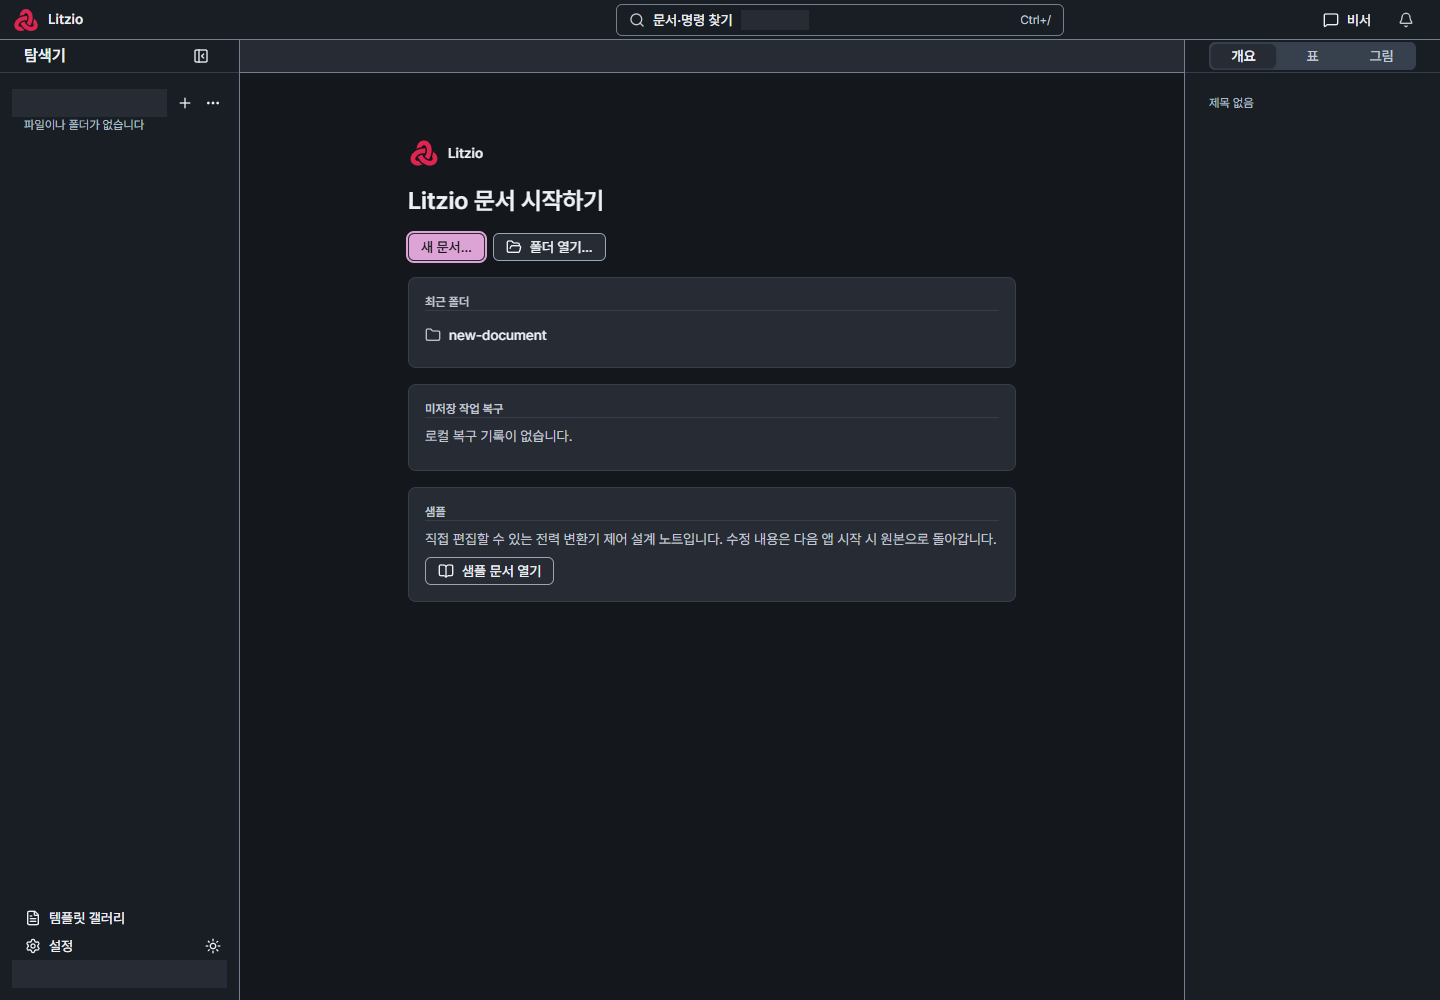 Litzio
문서·명령 찾기
Ctrl+/
비서
탐색기
개요
표
그림
파일이나 폴더가 없습니다
제목 없음
Litzio
Litzio 문서 시작하기
새 문서...
폴더 열기...
최근 폴더
new-document
미저장 작업 복구
로컬 복구 기록이 없습니다.
샘플
직접 편집할 수 있는 전력 변환기 제어 설계 노트입니다. 수정 내용은 다음 앱 시작 시 원본으로 돌아갑니다.
샘플 문서 열기
템플릿 갤러리
설정